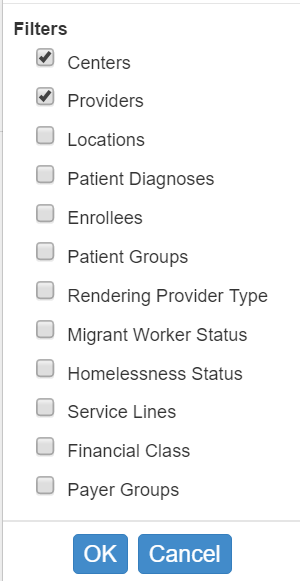 Filters
Centers
Providers
Locations
Patient Diagnoses
Enrollees
Patient Groups
Rendering Provider Type
Migrant Worker Status
Homelessness Status
Service Lines
Financial Class
Payer Groups
OK Cancel